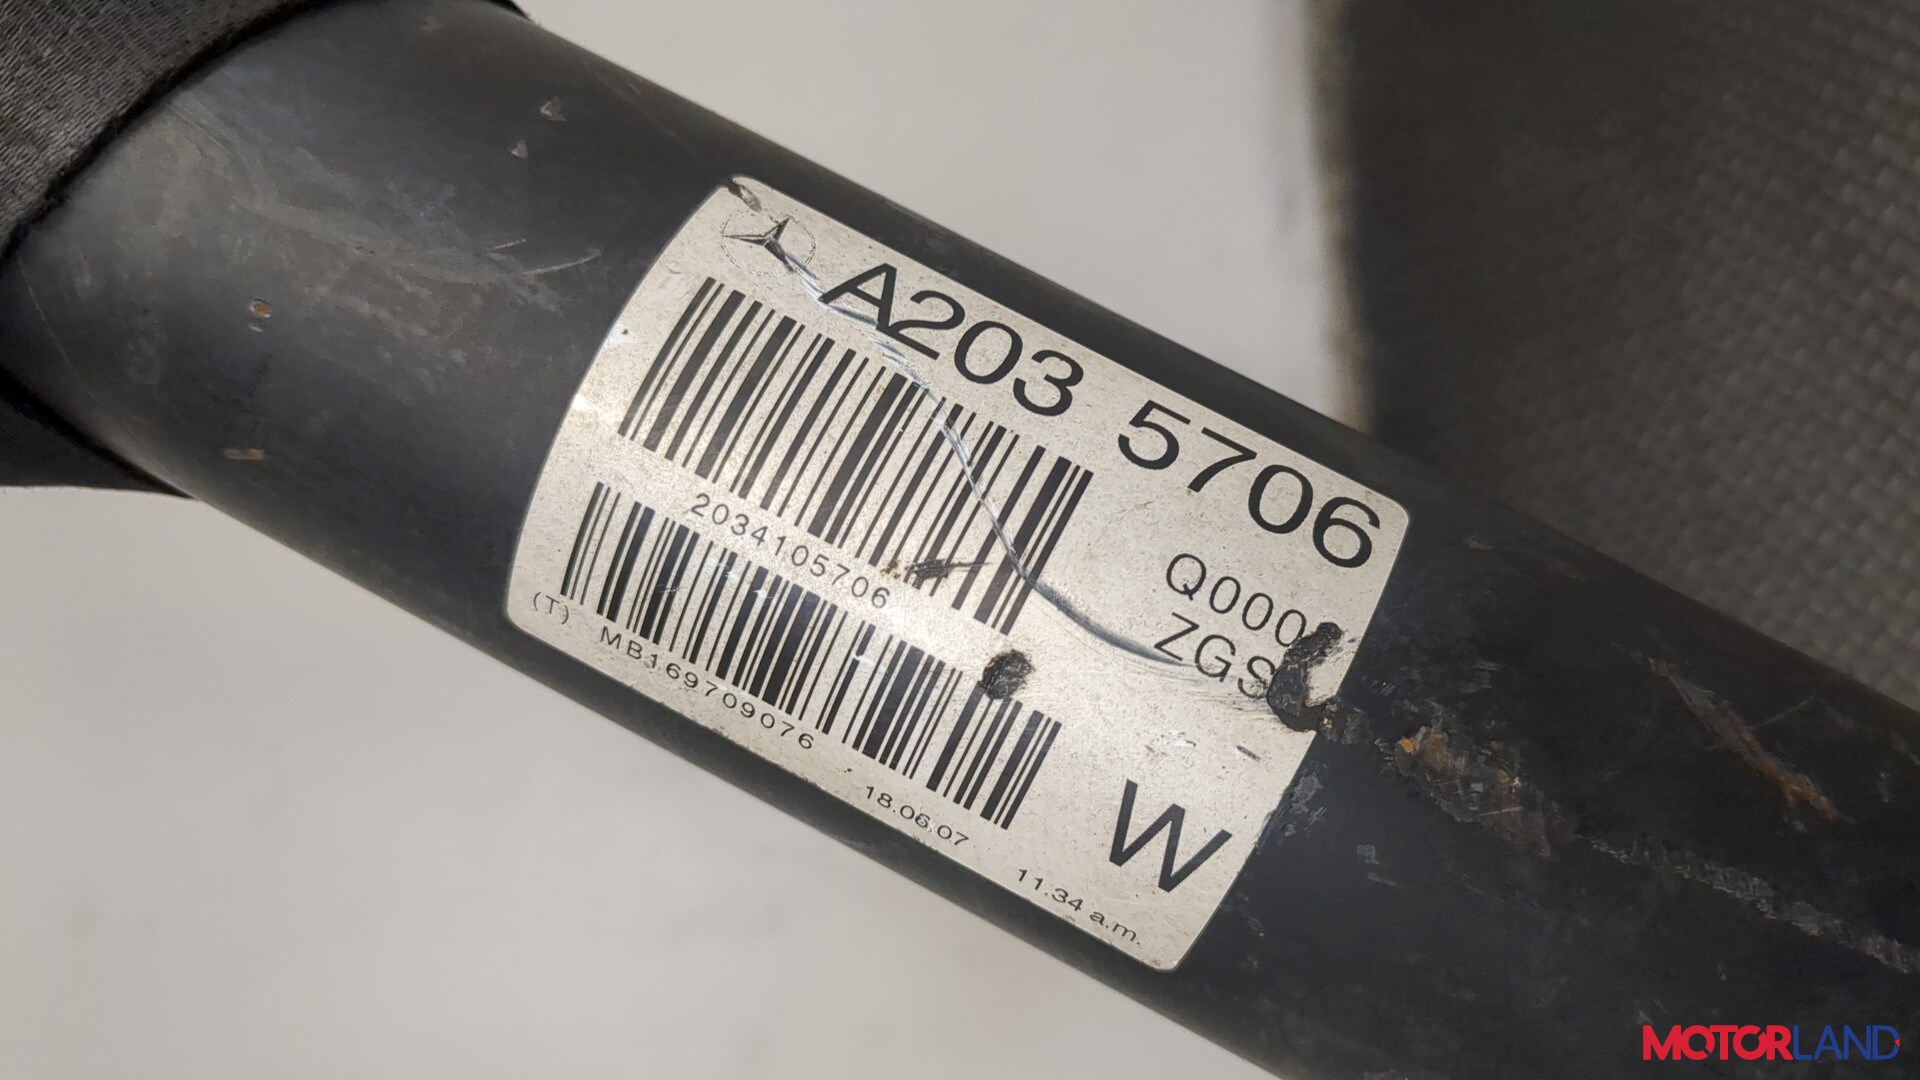 A203 5706
2034105706
Q000
ZGS
(T) MB169709076
W
18.06.07 11.34 a.m.
MOTORLAND